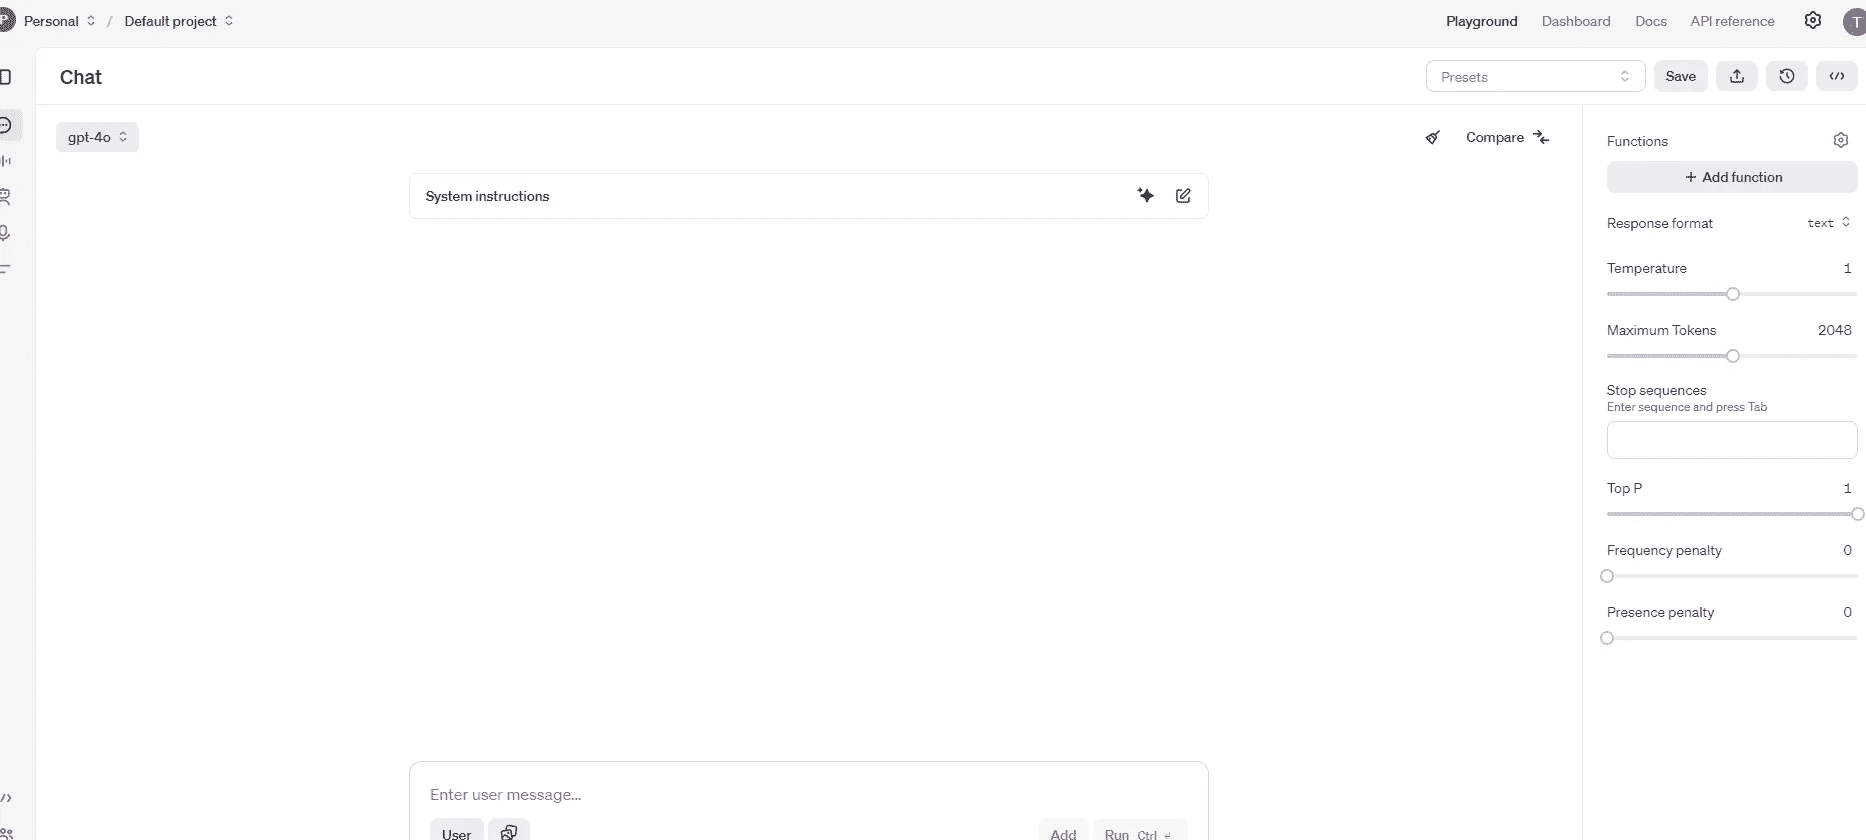 P Personal / Default project Playground Dashboard Docs API reference T
Chat Presets Save
gpt-4o Compare
System instructions
Enter user message...
User Add Run Ctrl ↵
Functions
+ Add function
Response format text
Temperature 1
Maximum Tokens 2048
Stop sequences
Enter sequence and press Tab
Top P 1
Frequency penalty 0
Presence penalty 0